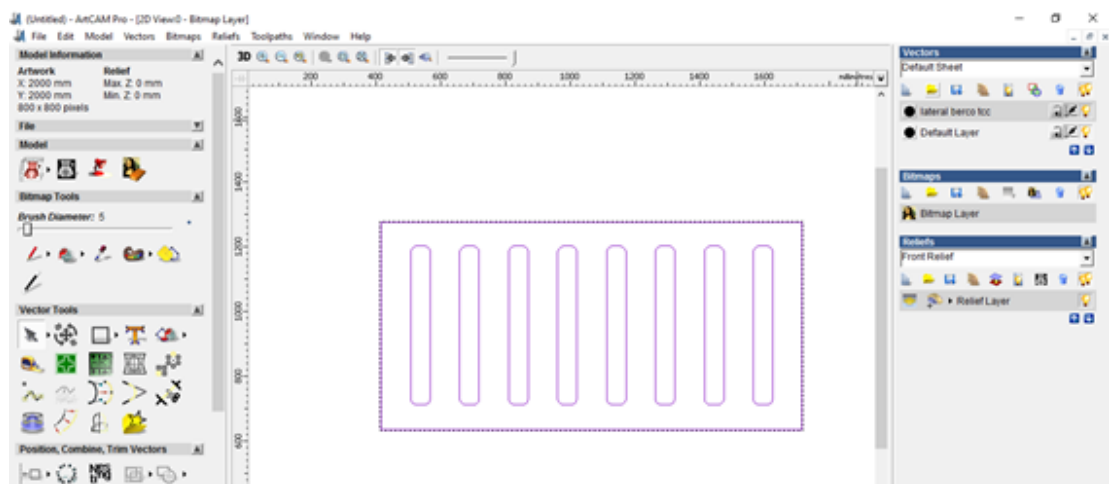 (Untitled) - ArtCAM Pro - [2D View:0 - Bitmap Layer]
File Edit Model Vectors Bitmaps Reliefs Toolpaths Window Help
Model Information
Artwork Relief
X: 2000 mm Max. Z: 0 mm
Y: 2000 mm Min. Z: 0 mm
800 x 800 pixels
File
Model
Bitmap Tools
Brush Diameter: 5
Vector Tools
Position, Combine, Trim Vectors
3D
200 400 600 800 1000 1200 1400 1600 millimetres
1600
1400
1200
1000
800
600
Vectors
Default Sheet
lateral berco tcc
Default Layer
Bitmaps
Bitmap Layer
Reliefs
Front Relief
Relief Layer